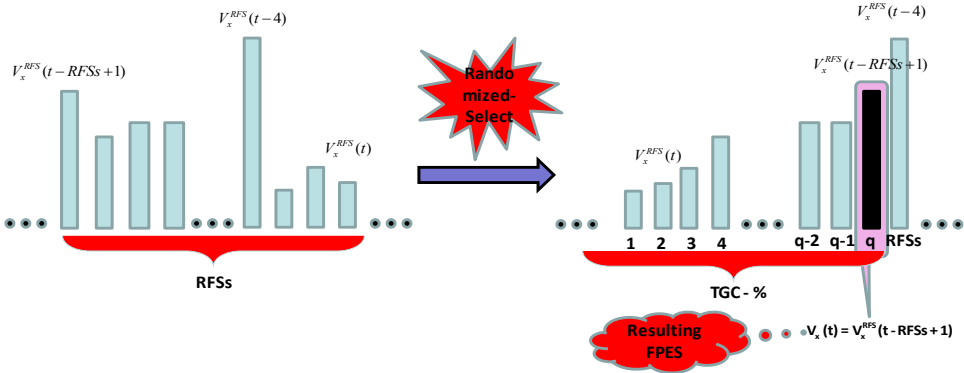 V_x^{RFS}(t-4)
V_x^{RFS}(t-RFSs+1)
V_x^{RFS}(t)
RFSs
Rando
mized-
Select
V_x^{RFS}(t-4)
V_x^{RFS}(t-RFSs+1)
V_x^{RFS}(t)
1 2 3 4 q-2 q-1 q RFSs
TGC - %
Resulting
FPES
V_x (t) = V_x^{RFS} (t - RFSs + 1)